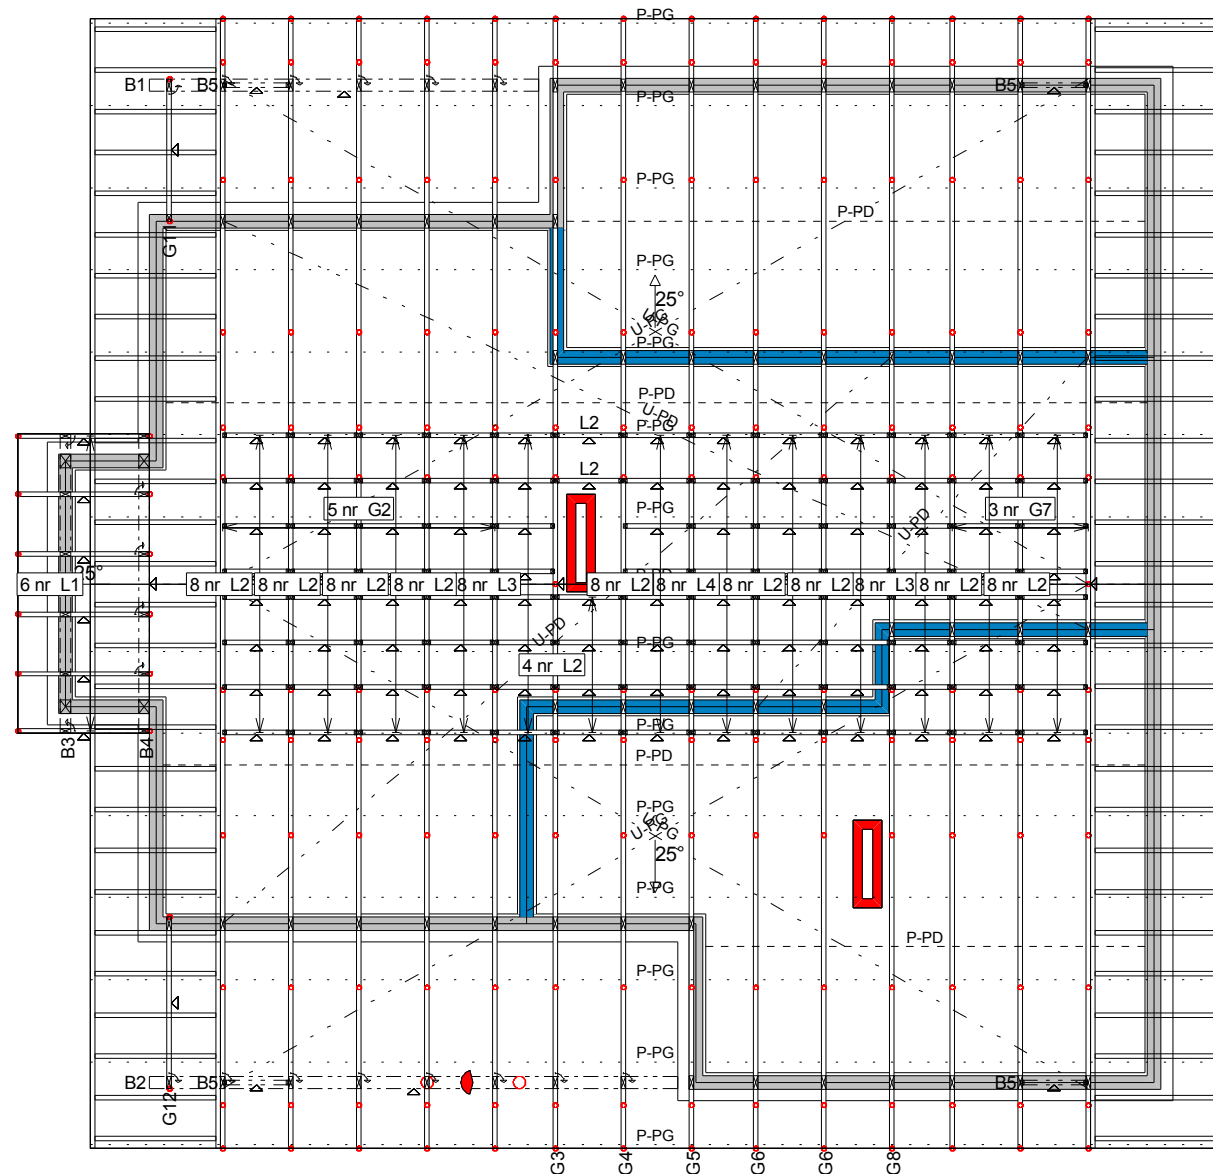 P-PG
B1
B5
B5
P-PG
P-PG
P-PD
G11
P-PG
25°
U-PG
U-PG
P-PG
P-PD
U-PD
L2
P-PG
L2
5 nr G2
P-PG
3 nr G7
U-PD
6 nr L1
8 nr L2
8 nr L2
8 nr L2
8 nr L2
8 nr L3
8 nr L2
8 nr L4
8 nr L2
8 nr L2
8 nr L3
8 nr L2
8 nr L2
U-PD
P-PG
4 nr L2
B3
B4
P-PG
P-PD
P-PG
U-PG
25°
P-PG
P-PD
P-PG
P-PG
B2
B5
B5
G12
P-PG
G3
G4
G5
G6
G6
G8